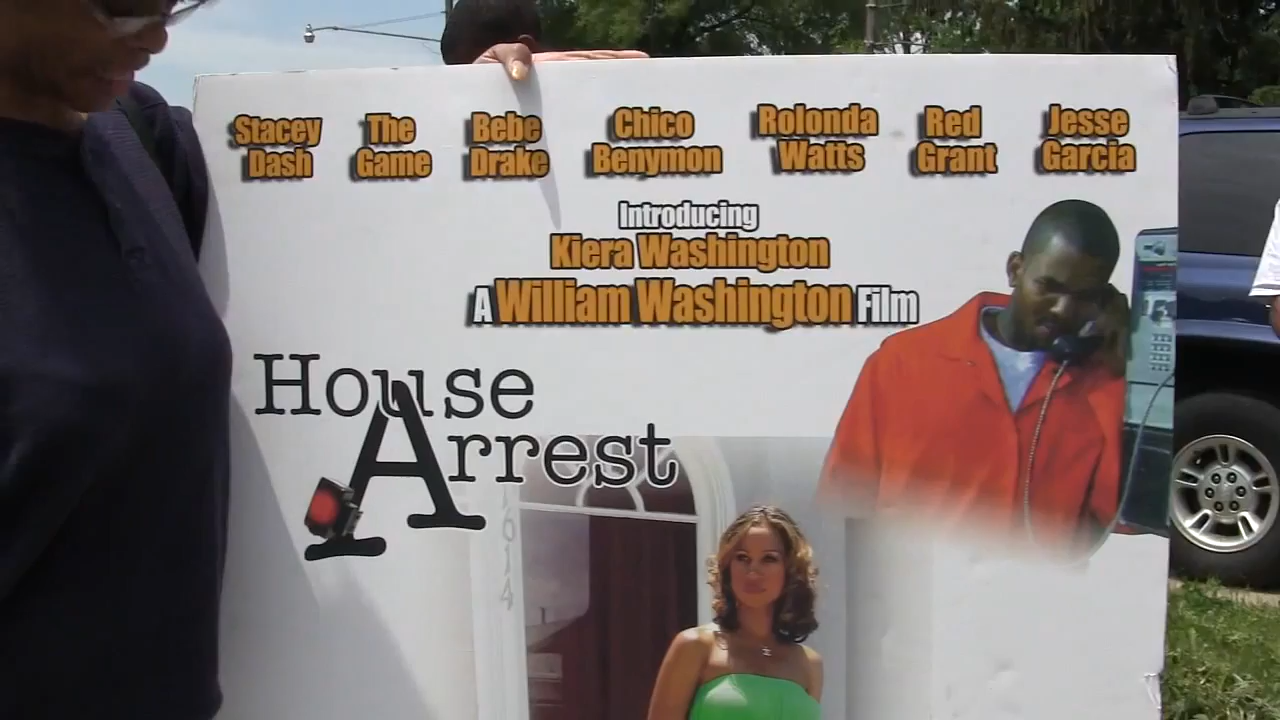 Stacey Dash
The Game
Bebe Drake
Chico Benymon
Rolonda Watts
Red Grant
Jesse Garcia
Introducing
Kiera Washington
A William Washington Film
House
Arrest
1614